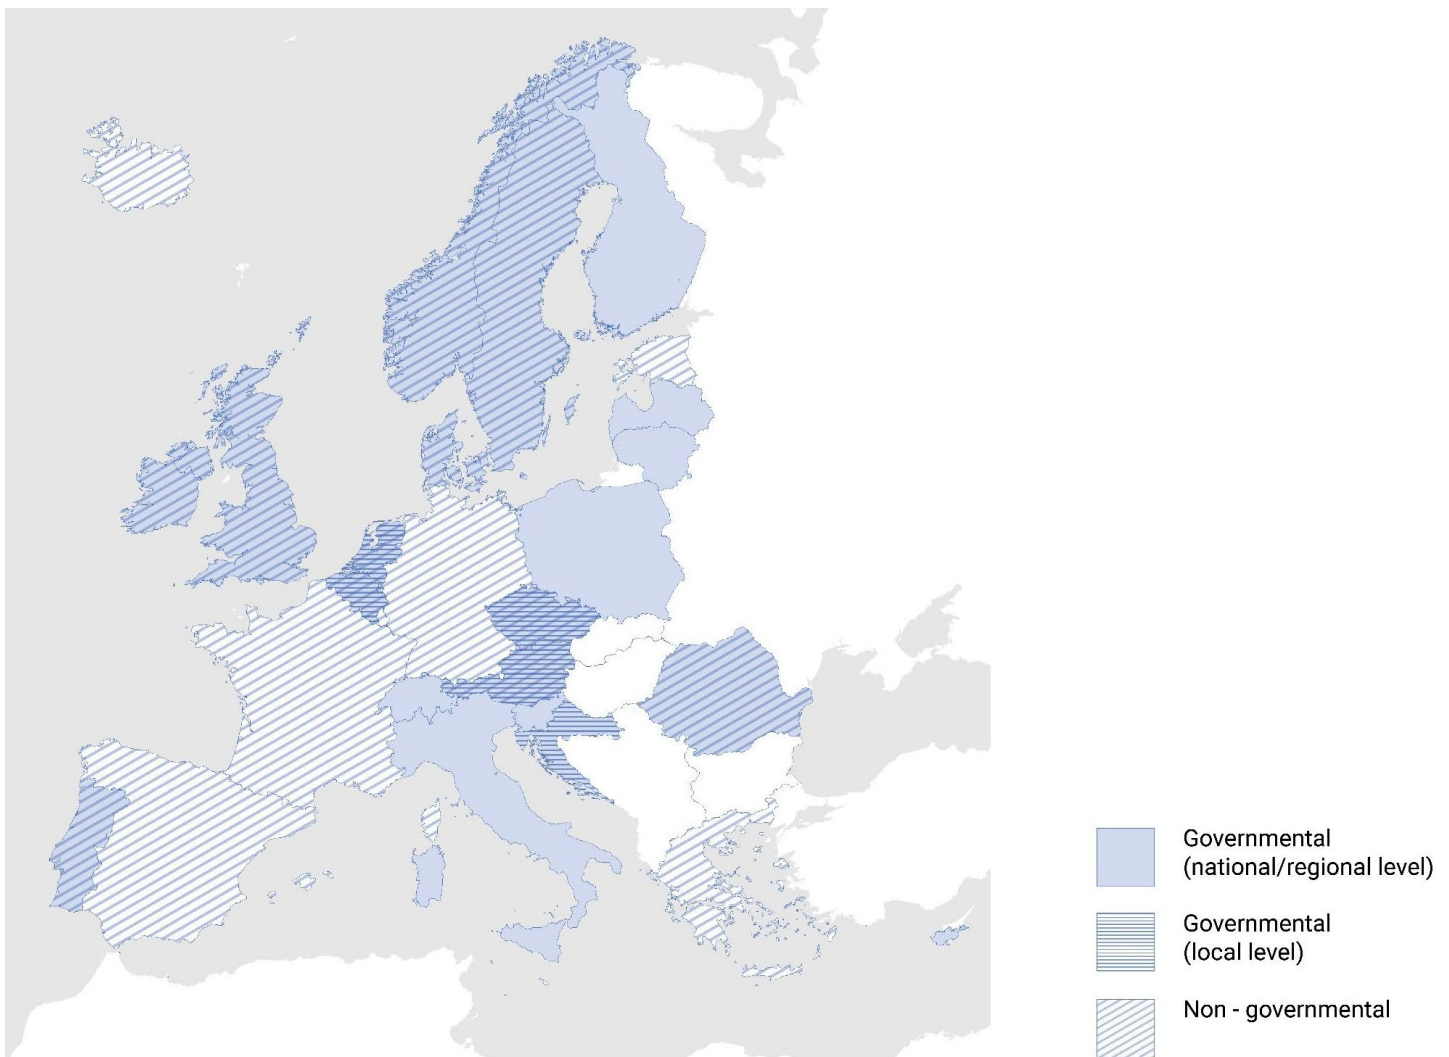 Governmental
(national/regional level)
Governmental
(local level)
Non - governmental